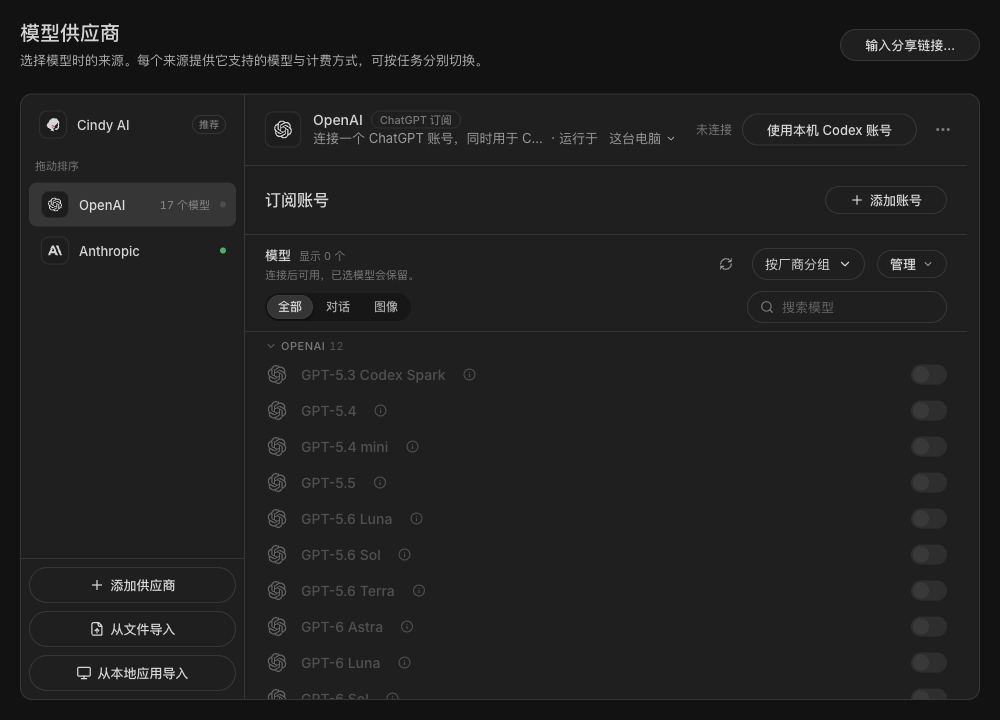 模型供应商
选择模型时的来源。每个来源提供它支持的模型与计费方式，可按任务分别切换。
输入分享链接...
Cindy AI
推荐
拖动排序
OpenAI
17 个模型
Anthropic
添加供应商
从文件导入
从本地应用导入
OpenAI
ChatGPT 订阅
连接一个 ChatGPT 账号，同时用于 C... · 运行于 这台电脑
未连接
使用本机 Codex 账号
订阅账号
添加账号
模型 显示 0 个
连接后可用，已选模型会保留。
按厂商分组
管理
全部
对话
图像
搜索模型
OPENAI 12
GPT-5.3 Codex Spark
GPT-5.4
GPT-5.4 mini
GPT-5.5
GPT-5.6 Luna
GPT-5.6 Sol
GPT-5.6 Terra
GPT-6 Astra
GPT-6 Luna
GPT-6 Sol